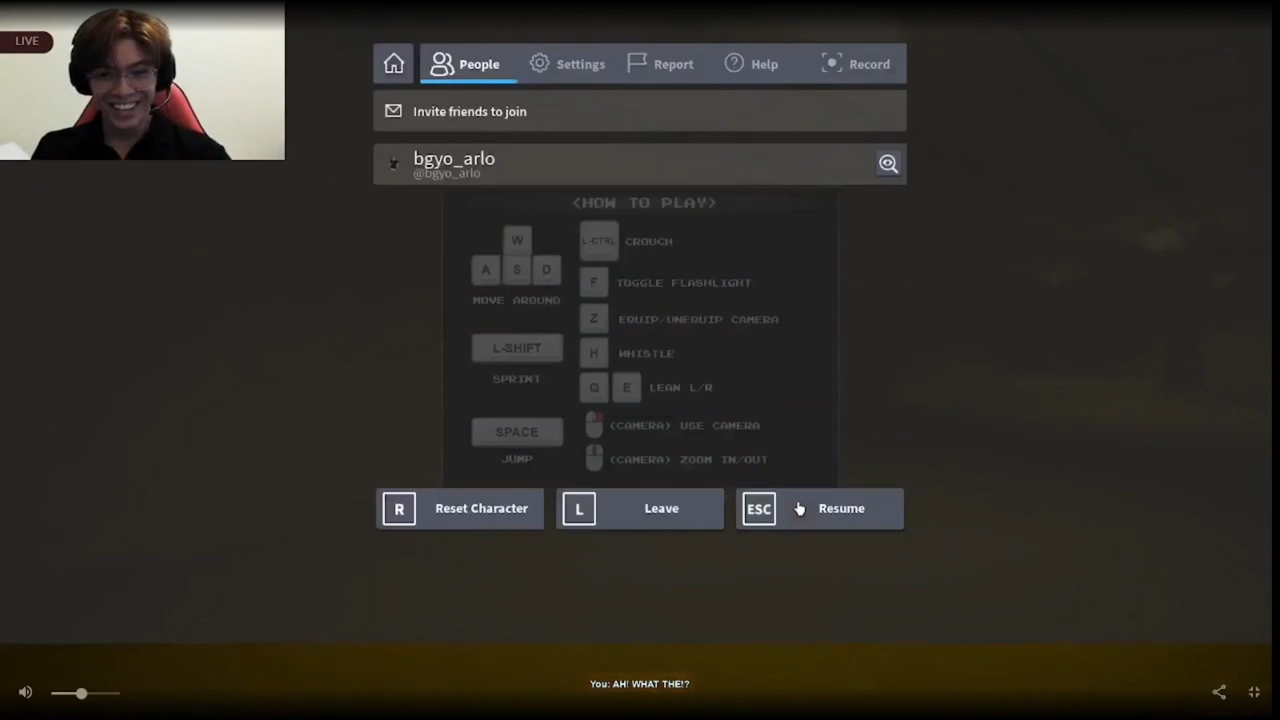 LIVE
People
Settings
Report
Help
Record
Invite friends to join
bgyo_arlo
@bgyo_arlo
<HOW TO PLAY>
W
A S D
MOVE AROUND
L-SHIFT
SPRINT
SPACE
JUMP
L-CTRL CROUCH
F TOGGLE FLASHLIGHT
Z EQUIP/UNEQUIP CAMERA
H WHISTLE
Q E LEAN L/R
(CAMERA) USE CAMERA
(CAMERA) ZOOM IN/OUT
R Reset Character
L Leave
ESC Resume
You: AH! WHAT THE!?